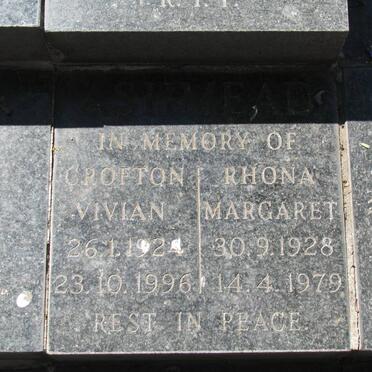 R.I.P.
IN MEMORY OF
CROFTON RHONA
VIVIAN MARGARET
26.1.1924 30.9.1928
23.10.1996 14.4.1979
REST IN PEACE